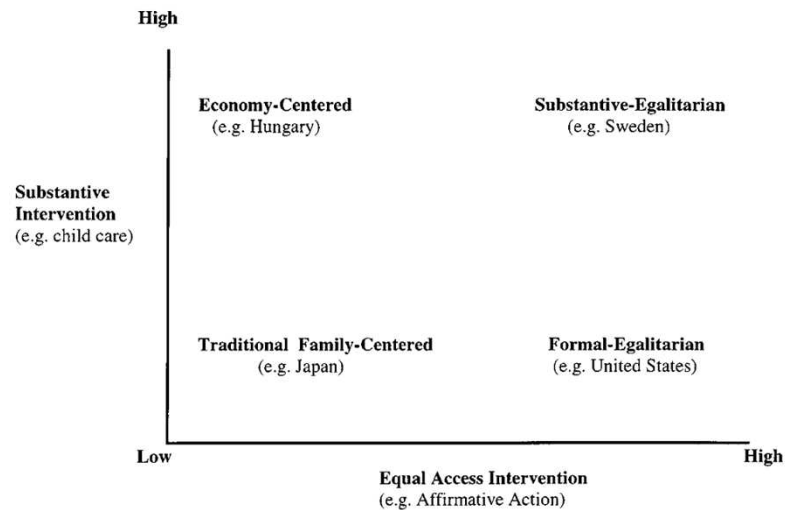 High
Economy-Centered
(e.g. Hungary)
Substantive-Egalitarian
(e.g. Sweden)
Substantive
Intervention
(e.g. child care)
Traditional Family-Centered
(e.g. Japan)
Formal-Egalitarian
(e.g. United States)
Low
High
Equal Access Intervention
(e.g. Affirmative Action)